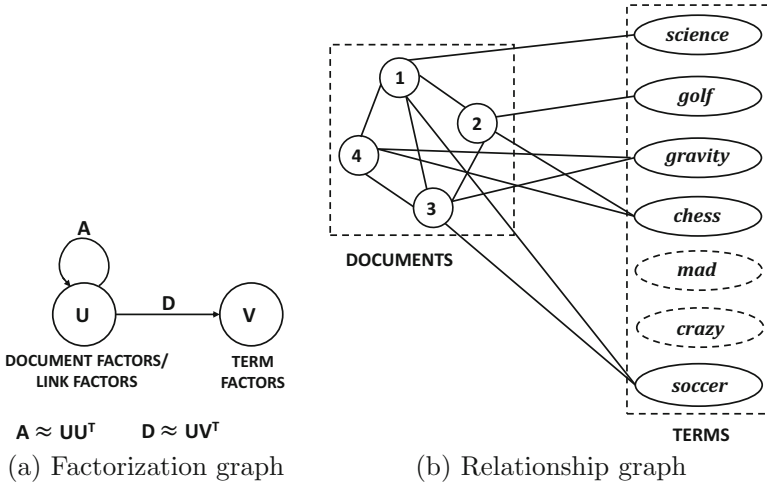 A
U
D
V
DOCUMENT FACTORS/
LINK FACTORS
TERM
FACTORS
A ≈ UUᵀ
D ≈ UVᵀ
(a) Factorization graph
1
2
4
3
DOCUMENTS
science
golf
gravity
chess
mad
crazy
soccer
TERMS
(b) Relationship graph